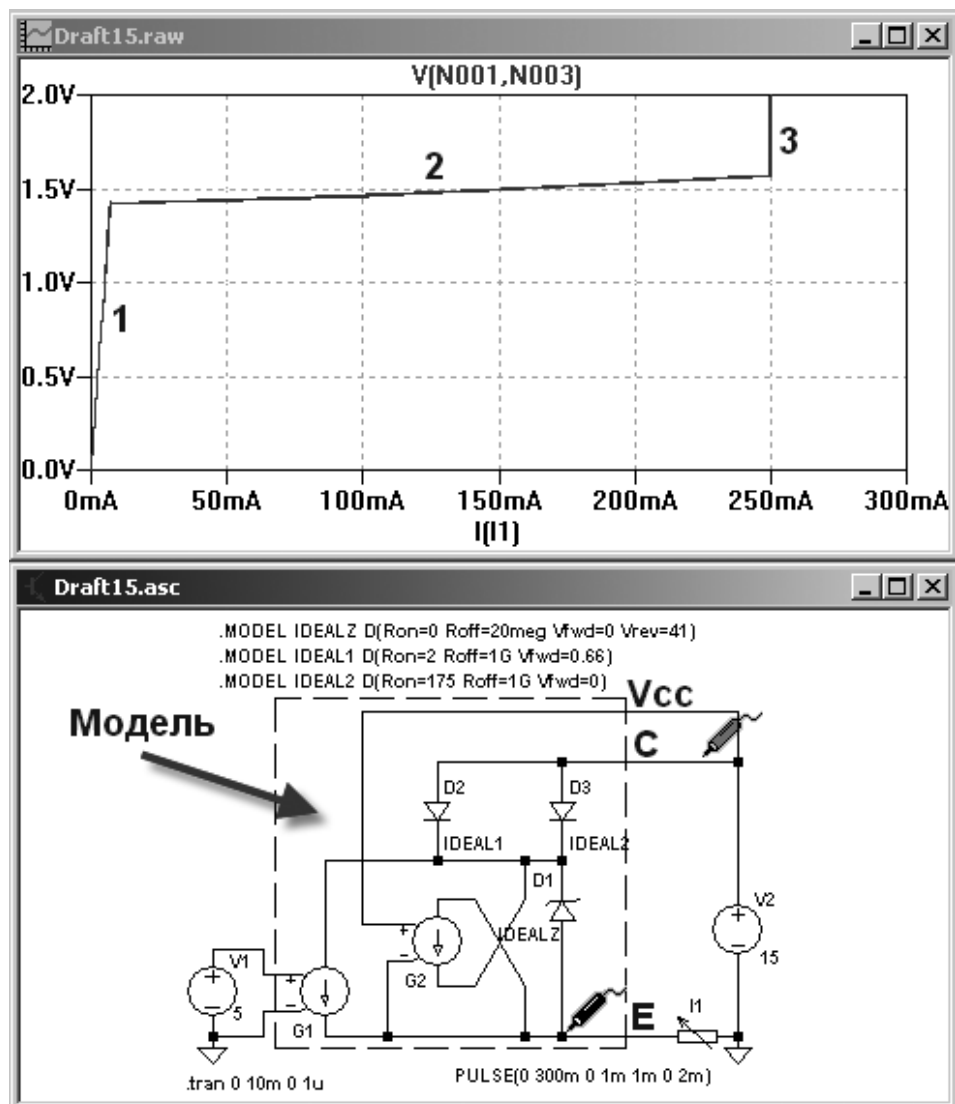 Draft15.raw
V(N001,N003)
2.0V
1.5V
1.0V
0.5V
0.0V
1
2
3
0mA 50mA 100mA 150mA 200mA 250mA 300mA
I(I1)
Draft15.asc
.MODEL IDEALZ D(Ron=0 Roff=20meg Vfwd=0 Vrev=41)
.MODEL IDEAL1 D(Ron=2 Roff=1G Vfwd=0.66)
.MODEL IDEAL2 D(Ron=175 Roff=1G Vfwd=0)
Vcc
Модель
C
D2
D3
IDEAL1
IDEAL2
D1
IDEALZ
G2
V1
5
G1
V2
15
E
I1
.tran 0 10m 0 1u
PULSE(0 300m 0 1m 1m 0 2m)